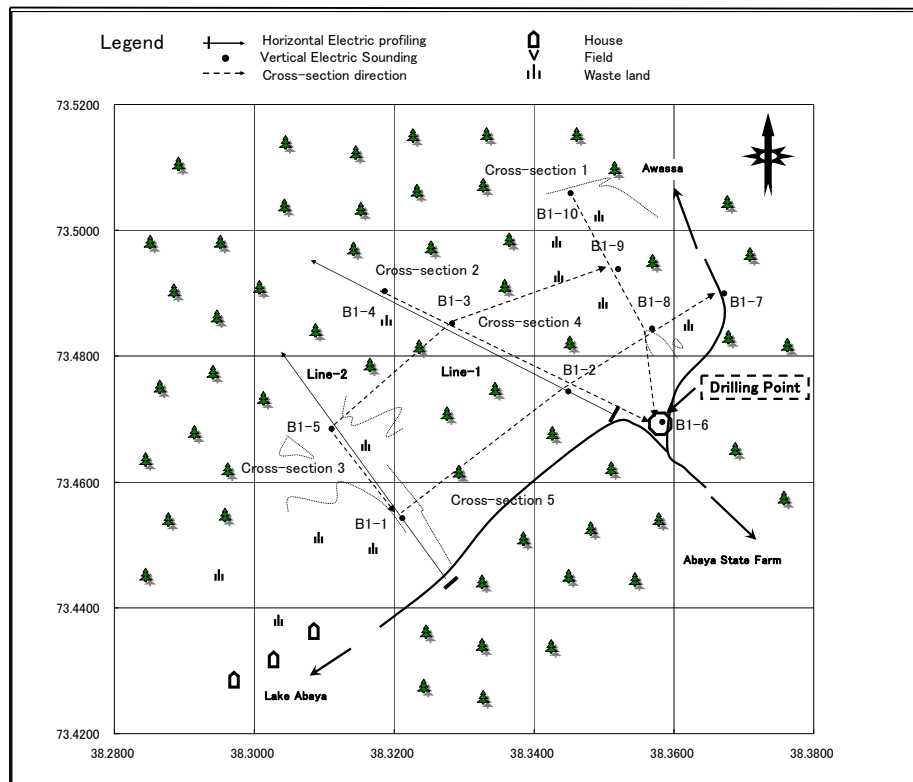 Legend
Horizontal Electric profiling
House
Vertical Electric Sounding
Field
Cross-section direction
Waste land
73.5200
Cross-section 1
Awassa
B1-10
73.5000
B1-9
Cross-section 2
B1-3
B1-8
B1-7
B1-4
Cross-section 4
73.4800
Line-2
Line-1
B1-2
Drilling Point
B1-5
B1-6
Cross-section 3
73.4600
Cross-section 5
B1-1
Abaya State Farm
73.4400
Lake Abaya
73.4200
38.2800 38.3000 38.3200 38.3400 38.3600 38.3800